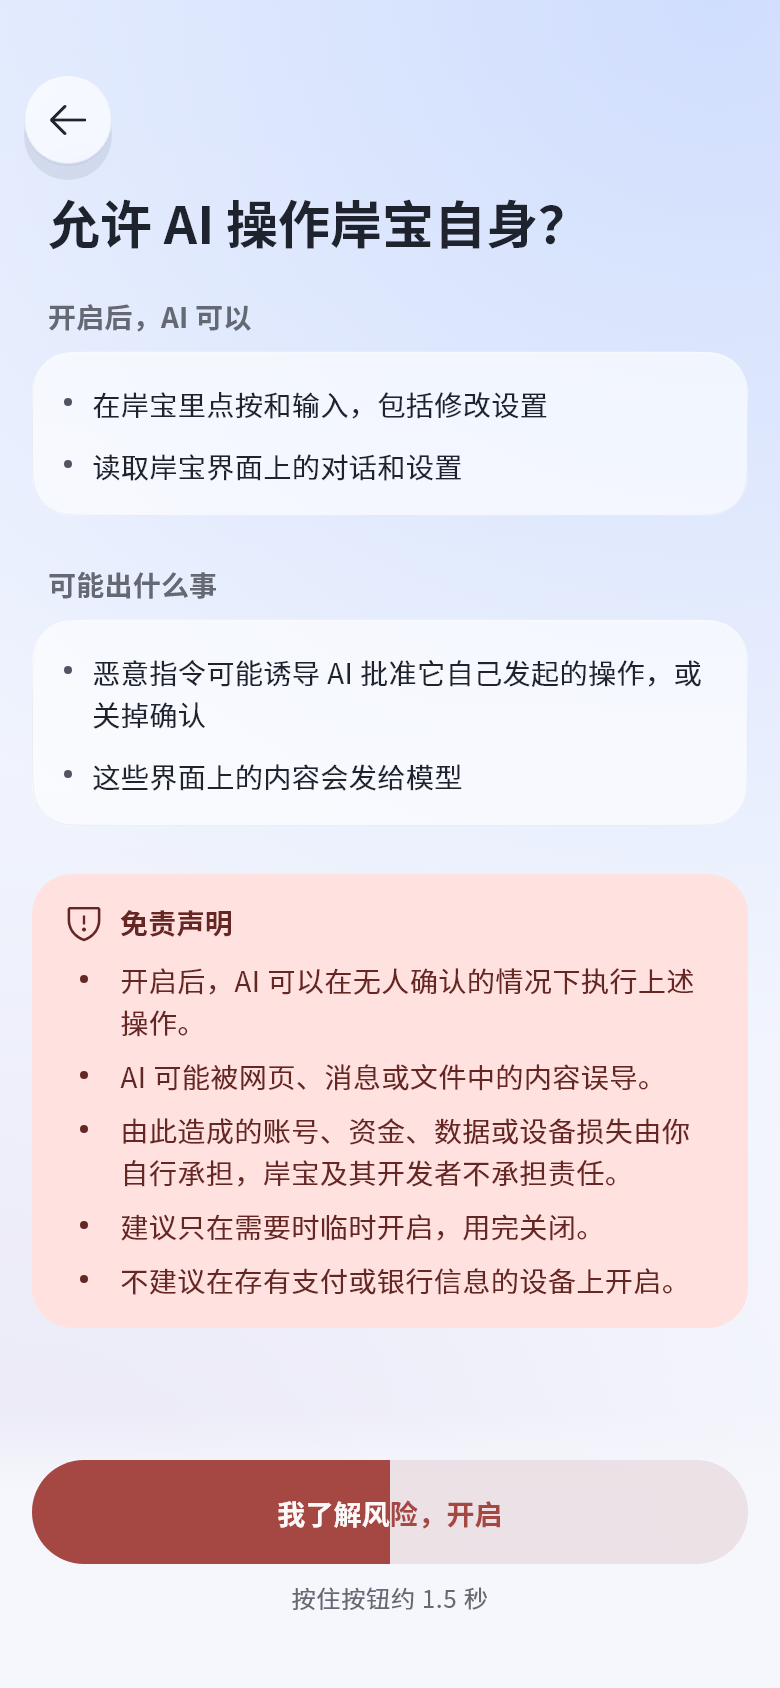 允许 AI 操作岸宝自身？
开启后，AI 可以
在岸宝里点按和输入，包括修改设置
读取岸宝界面上的对话和设置
可能出什么事
恶意指令可能诱导 AI 批准它自己发起的操作，或
关掉确认
这些界面上的内容会发给模型
免责声明
开启后，AI 可以在无人确认的情况下执行上述
操作。
AI 可能被网页、消息或文件中的内容误导。
由此造成的账号、资金、数据或设备损失由你
自行承担，岸宝及其开发者不承担责任。
建议只在需要时临时开启，用完关闭。
不建议在存有支付或银行信息的设备上开启。
我了解风险，开启
按住按钮约 1.5 秒